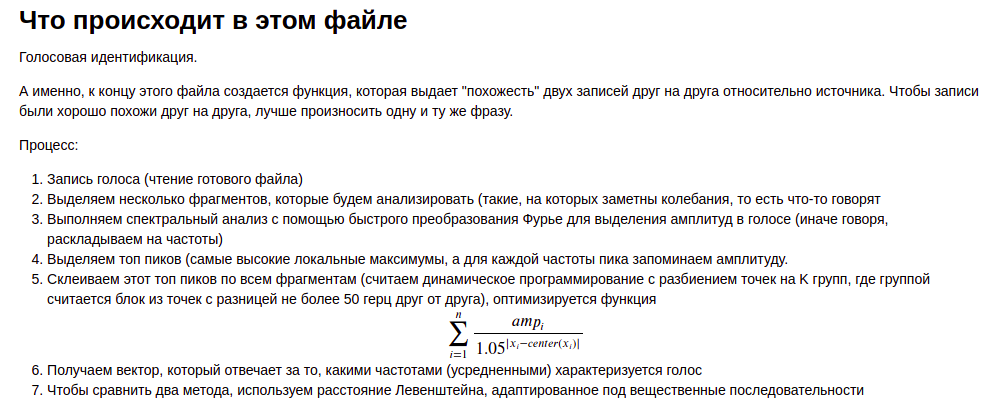 Что происходит в этом файле
Голосовая идентификация.
А именно, к концу этого файла создается функция, которая выдает "похожесть" двух записей друг на друга относительно источника. Чтобы записи
были хорошо похожи друг на друга, лучше произносить одну и ту же фразу.
Процесс:
1. Запись голоса (чтение готового файла)
2. Выделяем несколько фрагментов, которые будем анализировать (такие, на которых заметны колебания, то есть что-то говорят
3. Выполняем спектральный анализ с помощью быстрого преобразования Фурье для выделения амплитуд в голосе (иначе говоря,
раскладываем на частоты)
4. Выделяем топ пиков (самые высокие локальные максимумы, а для каждой частоты пика запоминаем амплитуду.
5. Склеиваем этот топ пиков по всем фрагментам (считаем динамическое программирование с разбиением точек на K групп, где группой
считается блок из точек с разницей не более 50 герц друг от друга), оптимизируется функция
\sum_{i=1}^{n} \frac{amp_i}{1.05^{|x_i-center(x_i)|}}
6. Получаем вектор, который отвечает за то, какими частотами (усредненными) характеризуется голос
7. Чтобы сравнить два метода, используем расстояние Левенштейна, адаптированное под вещественные последовательности